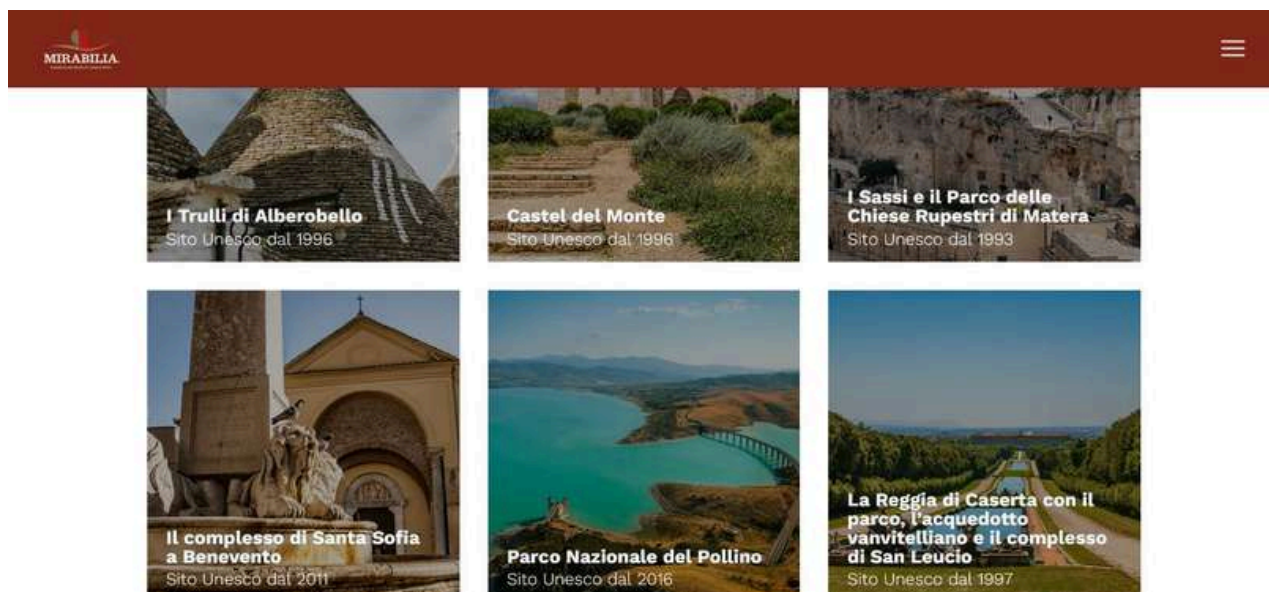 MIRABILIA
I Trulli di Alberobello
Sito Unesco dal 1996
Castel del Monte
Sito Unesco dal 1996
I Sassi e il Parco delle
Chiese Rupestri di Matera
Sito Unesco dal 1993
Il complesso di Santa Sofia
a Benevento
Sito Unesco dal 2011
Parco Nazionale del Pollino
Sito Unesco dal 2016
La Reggia di Caserta con il
parco, l'acquedotto
vanvitelliano e il complesso
di San Leucio
Sito Unesco dal 1997